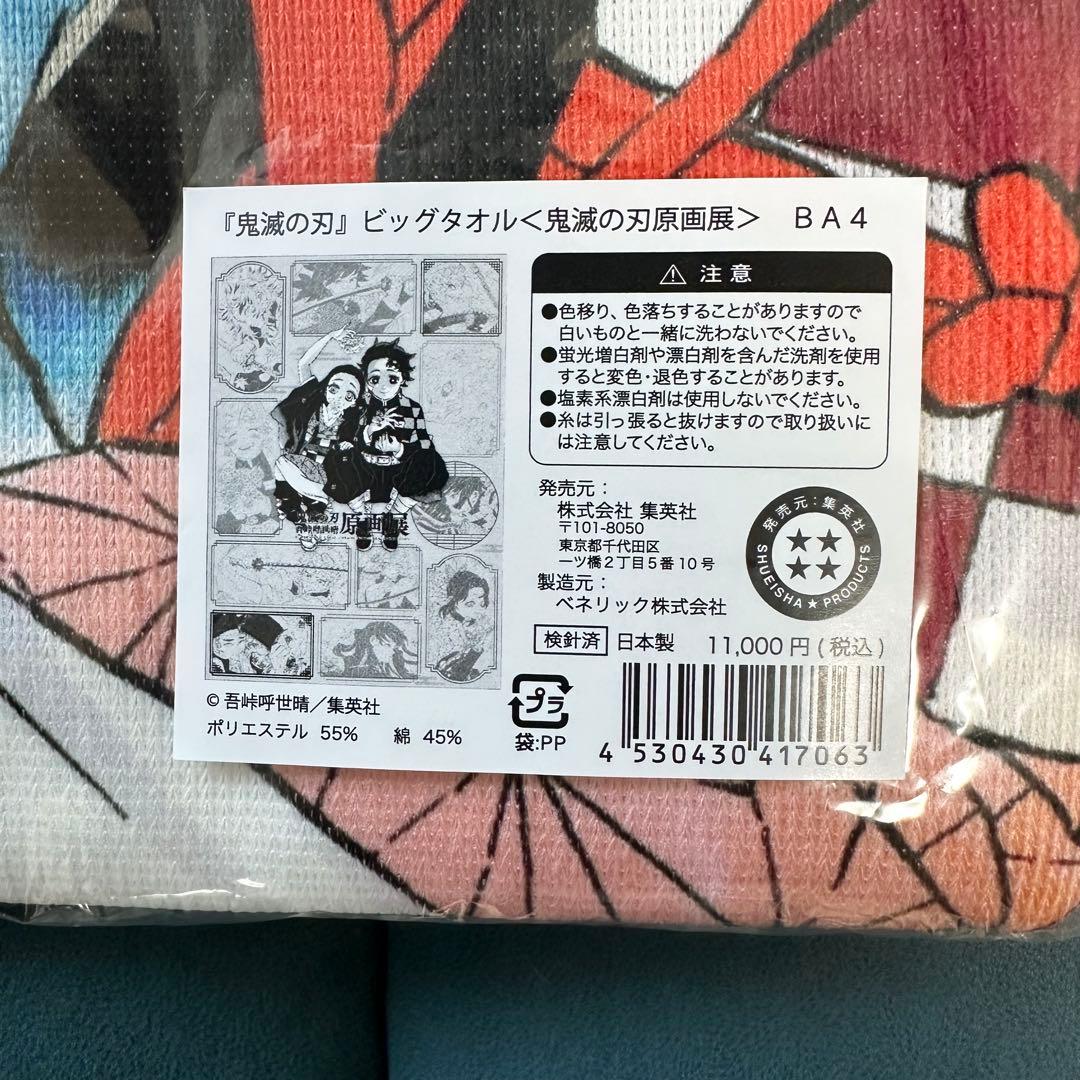 『鬼滅の刃』ビッグタオル＜鬼滅の刃原画展＞　ＢＡ４
⚠ 注意
●色移り、色落ちすることがありますので
白いものと一緒に洗わないでください。
●蛍光増白剤や漂白剤を含んだ洗剤を使用
すると変色・退色することがあります。
●塩素系漂白剤は使用しないでください。
●糸は引っ張ると抜けますので取り扱いに
は注意してください。
鬼滅の刃
吾峠呼世晴
原画展
発売元：
株式会社 集英社
〒101-8050
東京都千代田区
一ツ橋２丁目５番10号
製造元：
ベネリック株式会社
発売元：集英社
SHUEISHA★PRODUCTS
検針済 日本製 11,000円(税込)
© 吾峠呼世晴／集英社
ポリエステル 55%　綿 45%
プラ
袋:PP
4 530430 417063